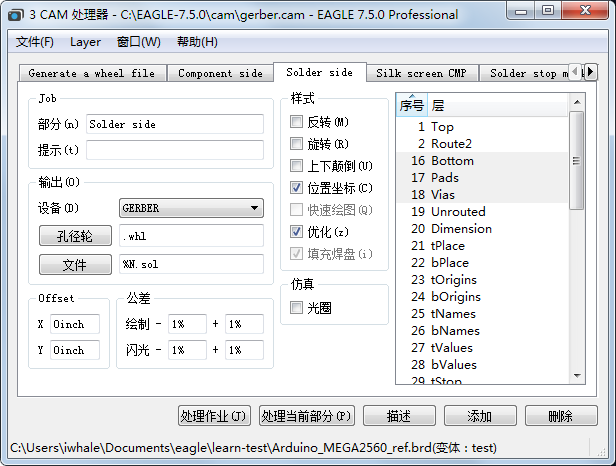 3 CAM 处理器 - C:\EAGLE-7.5.0\cam\gerber.cam - EAGLE 7.5.0 Professional
文件(F) Layer 窗口(W) 帮助(H)
Generate a wheel file Component side Solder side Silk screen CMP Solder stop
Job
部分(n) Solder side
提示(t)
输出(O)
设备(D) GERBER
孔径轮 .whl
文件 %N.sol
Offset
X 0inch
Y 0inch
公差
绘制 - 1% + 1%
闪光 - 1% + 1%
样式
反转(M)
旋转(R)
上下颠倒(U)
位置坐标(C)
快速绘图(Q)
优化(z)
填充焊盘(i)
仿真
光圈
序号 层
1 Top
2 Route2
16 Bottom
17 Pads
18 Vias
19 Unrouted
20 Dimension
21 tPlace
22 bPlace
23 tOrigins
24 bOrigins
25 tNames
26 bNames
27 tValues
28 bValues
29 tStop
处理作业(J) 处理当前部分(P) 描述 添加 删除
C:\Users\iwhale\Documents\eagle\learn-test\Arduino_MEGA2560_ref.brd(变体 : test)